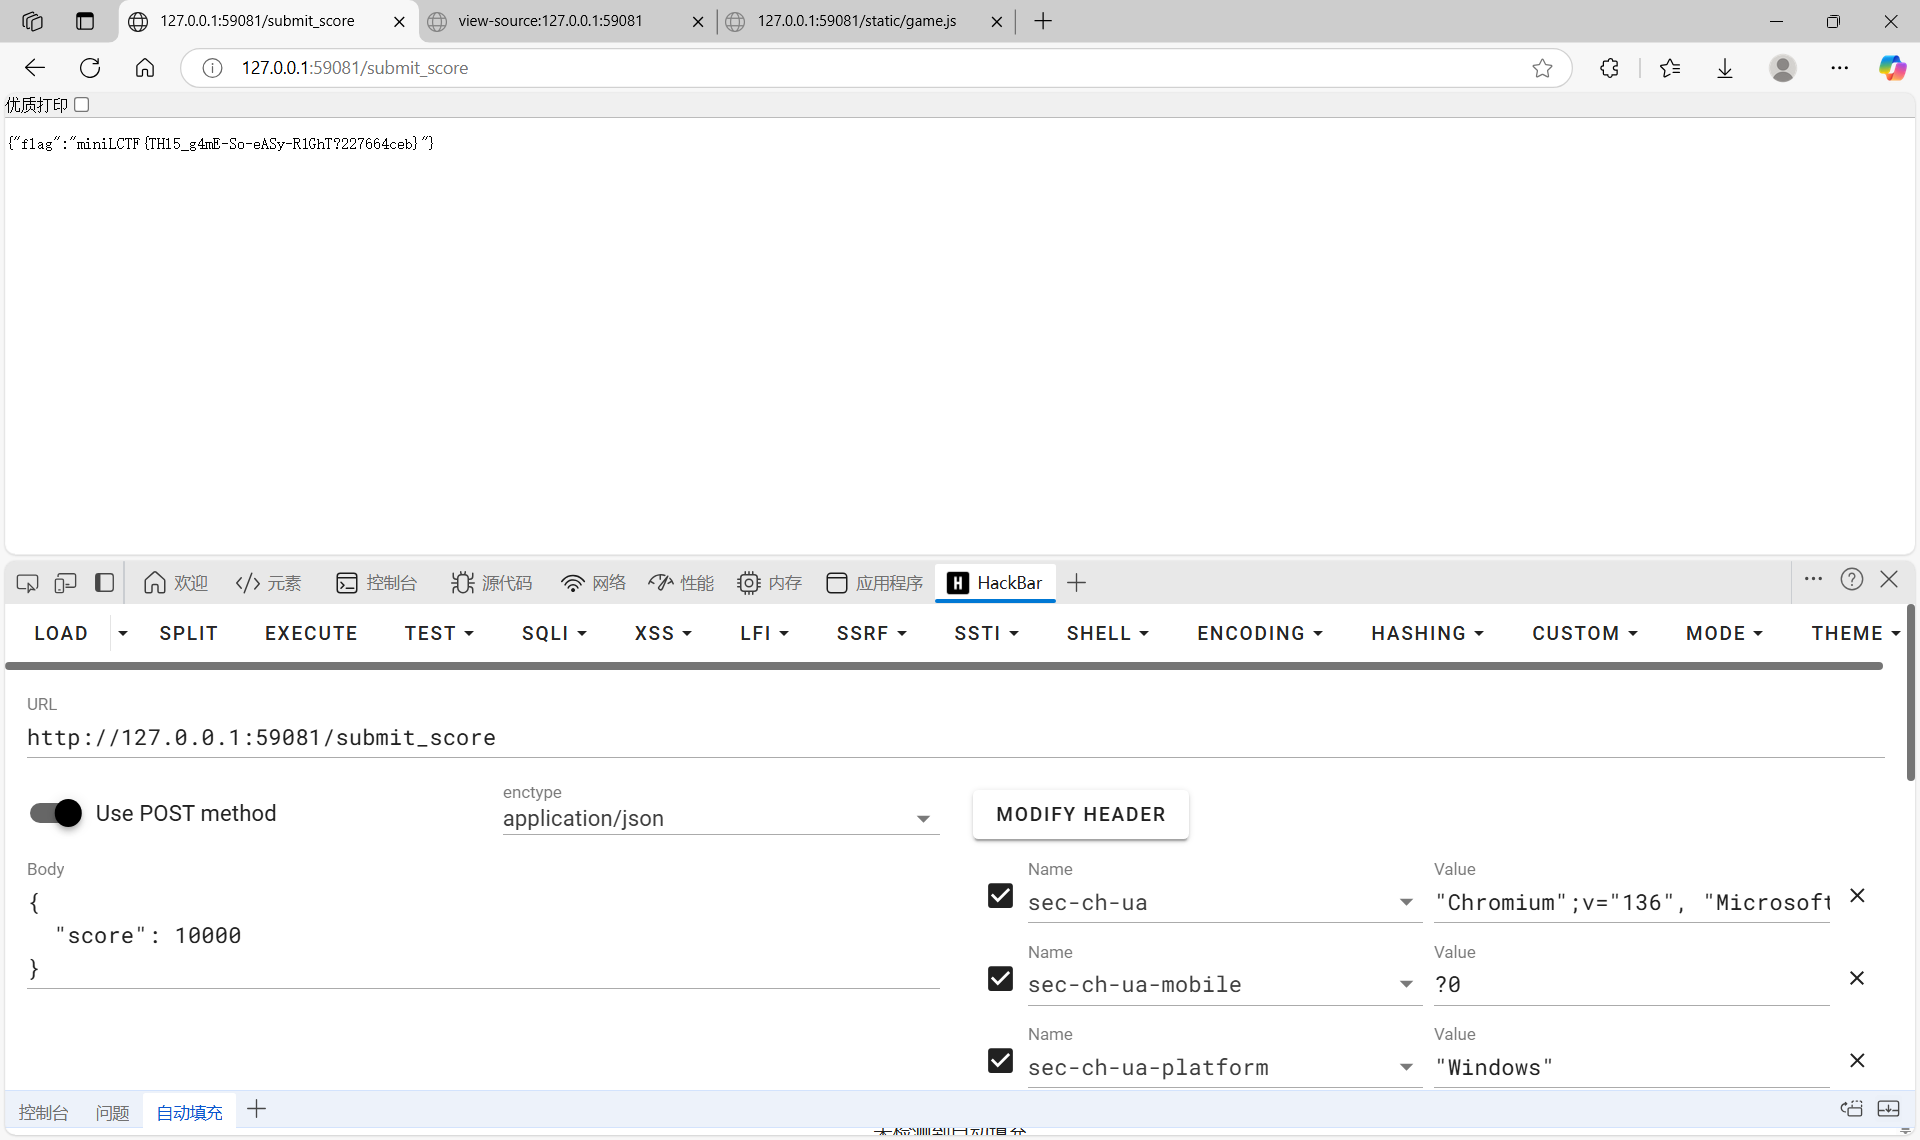 127.0.0.1:59081/submit_score
view-source:127.0.0.1:59081
127.0.0.1:59081/static/game.js
127.0.0.1:59081/submit_score
优质打印
{"flag":"miniLCTF{TH15_g4mE-So-eASy-R1GhT?227664ceb}"}
欢迎 元素 控制台 源代码 网络 性能 内存 应用程序 HackBar
LOAD SPLIT EXECUTE TEST SQLI XSS LFI SSRF SSTI SHELL ENCODING HASHING CUSTOM MODE THEME
URL
http://127.0.0.1:59081/submit_score
Use POST method
enctype
application/json
MODIFY HEADER
Body
{
"score": 10000
}
Name Value
sec-ch-ua "Chromium";v="136", "Microsoft
Name Value
sec-ch-ua-mobile ?0
Name Value
sec-ch-ua-platform "Windows"
控制台 问题 自动填充